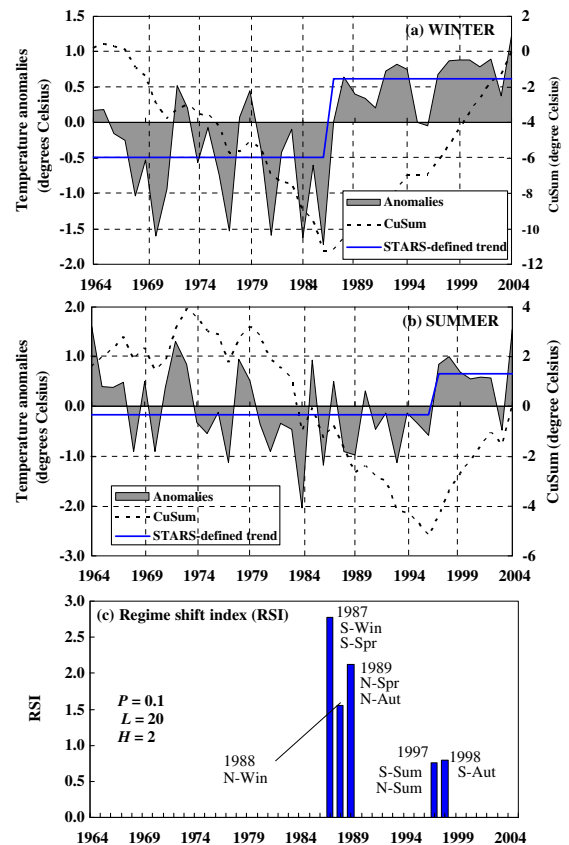 (a) WINTER
Temperature anomalies
(degrees Celsius)
1.5
1.0
0.5
0.0
-0.5
-1.0
-1.5
-2.0
2
0
-2
-4
-6
-8
-10
-12
CuSum (degree Celsius)
Anomalies
CuSum
STARS-defined trend
1964 1969 1974 1979 1984 1989 1994 1999 2004
(b) SUMMER
Temperature anomalies
(degrees Celsius)
2.0
1.0
0.0
-1.0
-2.0
-3.0
4
2
0
-2
-4
-6
CuSum (degree Celsius)
Anomalies
CuSum
STARS-defined trend
1964 1969 1974 1979 1984 1989 1994 1999 2004
(c) Regime shift index (RSI)
RSI
3.0
2.5
2.0
1.5
1.0
0.5
0.0
P = 0.1
L = 20
H = 2
1987
S-Win
S-Spr
1989
N-Spr
N-Aut
1988
N-Win
1997
S-Sum
N-Sum
1998
S-Aut
1964 1969 1974 1979 1984 1989 1994 1999 2004